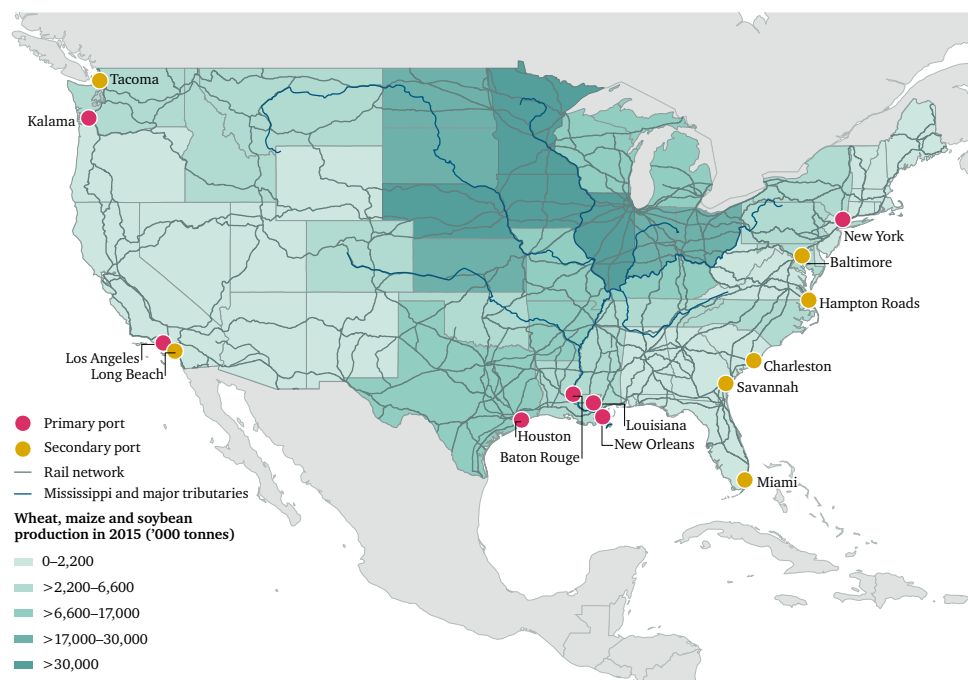 Tacoma
Kalama
New York
Baltimore
Hampton Roads
Los Angeles
Long Beach
Charleston
Savannah
Louisiana
Houston
New Orleans
Baton Rouge
Miami
Primary port
Secondary port
Rail network
Mississippi and major tributaries
Wheat, maize and soybean
production in 2015 ('000 tonnes)
0–2,200
>2,200–6,600
>6,600–17,000
>17,000–30,000
>30,000